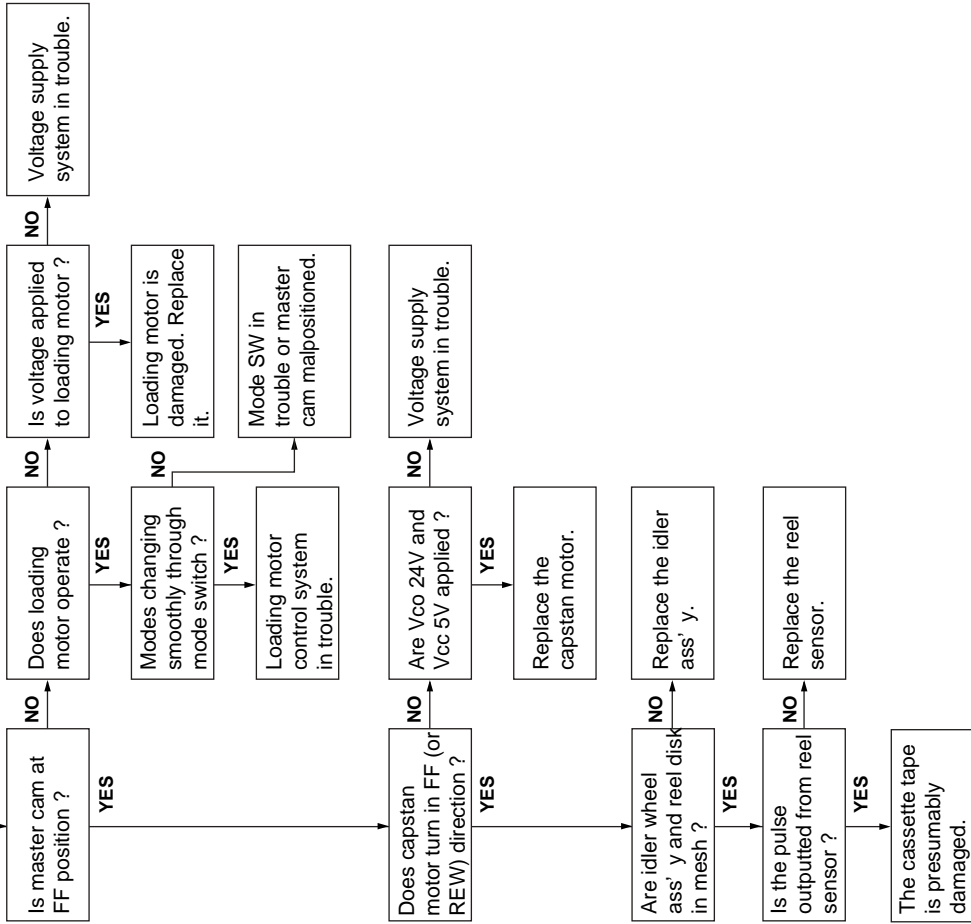 Is master cam at
FF position ?
NO
Does loading
motor operate ?
NO
Is voltage applied
to loading motor ?
NO
Voltage supply
system in trouble.
YES
Loading motor is
damaged. Replace
it.
YES
Modes changing
smoothly through
mode switch ?
NO
Mode SW in
trouble or master
cam malpositioned.
YES
Loading motor
control system
in trouble.
YES
Does capstan
motor turn in FF (or
REW) direction ?
NO
Are Vco 24V and
Vcc 5V applied ?
NO
Voltage supply
system in trouble.
YES
Replace the
capstan motor.
YES
Are idler wheel
ass' y and reel disk
in mesh ?
NO
Replace the idler
ass' y.
YES
Is the pulse
outputted from reel
sensor ?
NO
Replace the reel
sensor.
YES
The cassette tape
is presumably
damaged.